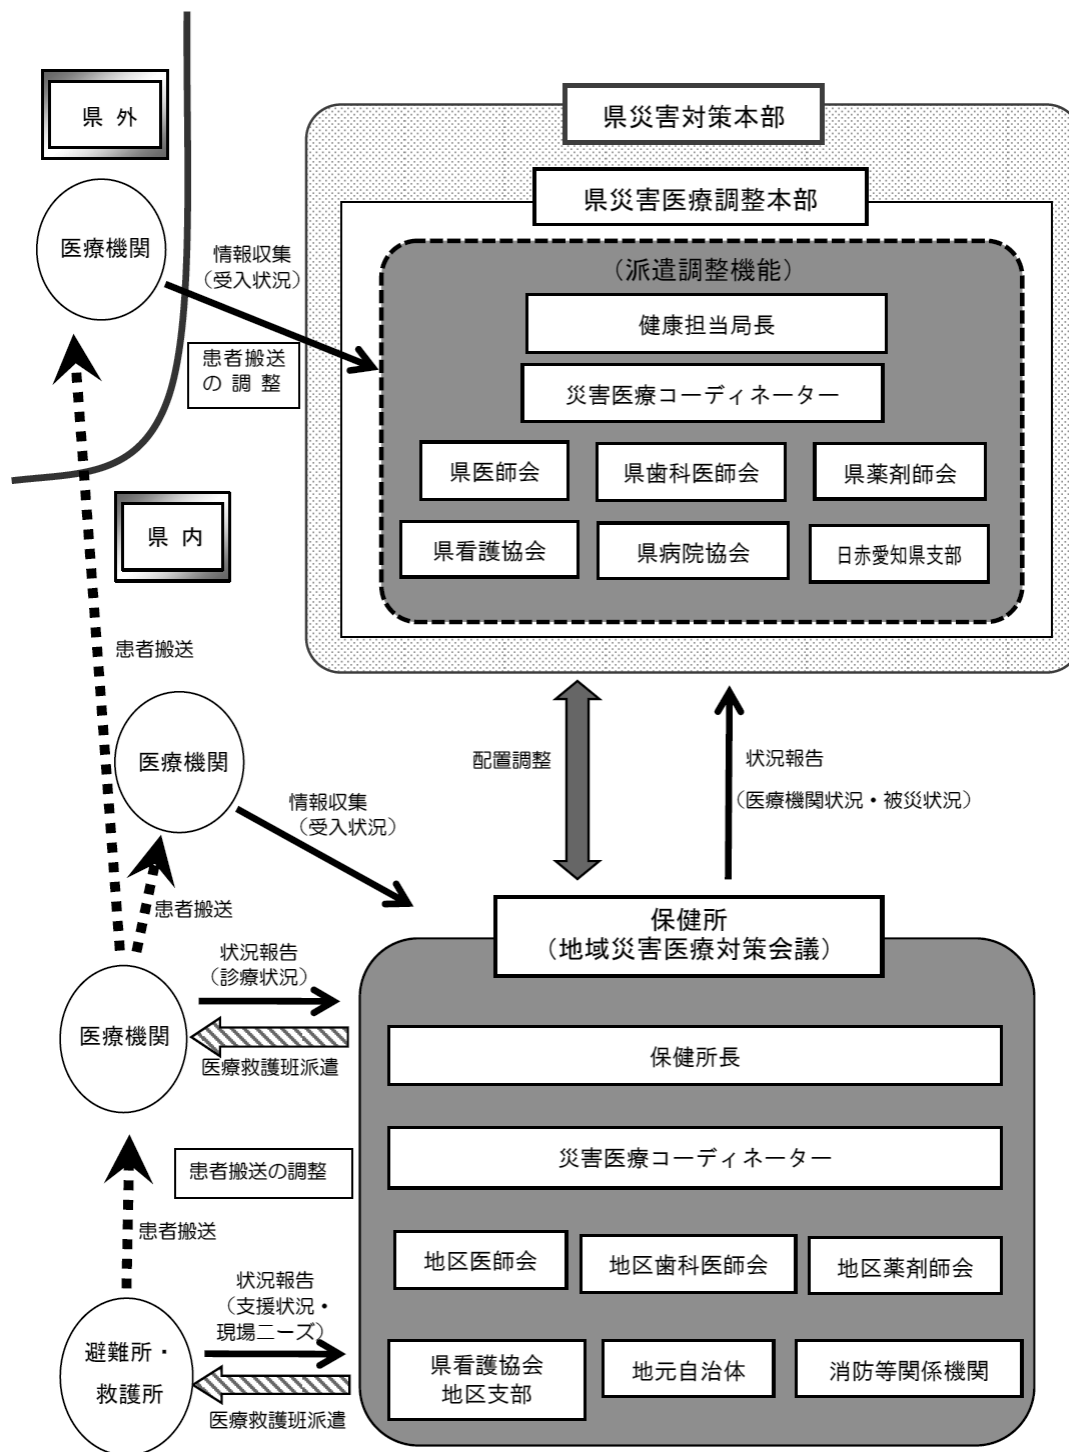 県外
医療機関
情報収集
（受入状況）
患者搬送
の調整
県災害対策本部
県災害医療調整本部
（派遣調整機能）
健康担当局長
災害医療コーディネーター
県医師会
県歯科医師会
県薬剤師会
県看護協会
県病院協会
日赤愛知県支部
県内
患者搬送
医療機関
情報収集
（受入状況）
配置調整
状況報告
（医療機関状況・被災状況）
患者搬送
医療機関
状況報告
（診療状況）
医療救護班派遣
保健所
（地域災害医療対策会議）
保健所長
災害医療コーディネーター
地区医師会
地区歯科医師会
地区薬剤師会
県看護協会
地区支部
地元自治体
消防等関係機関
患者搬送の調整
患者搬送
状況報告
（支援状況・
現場ニーズ）
避難所・
救護所
医療救護班派遣